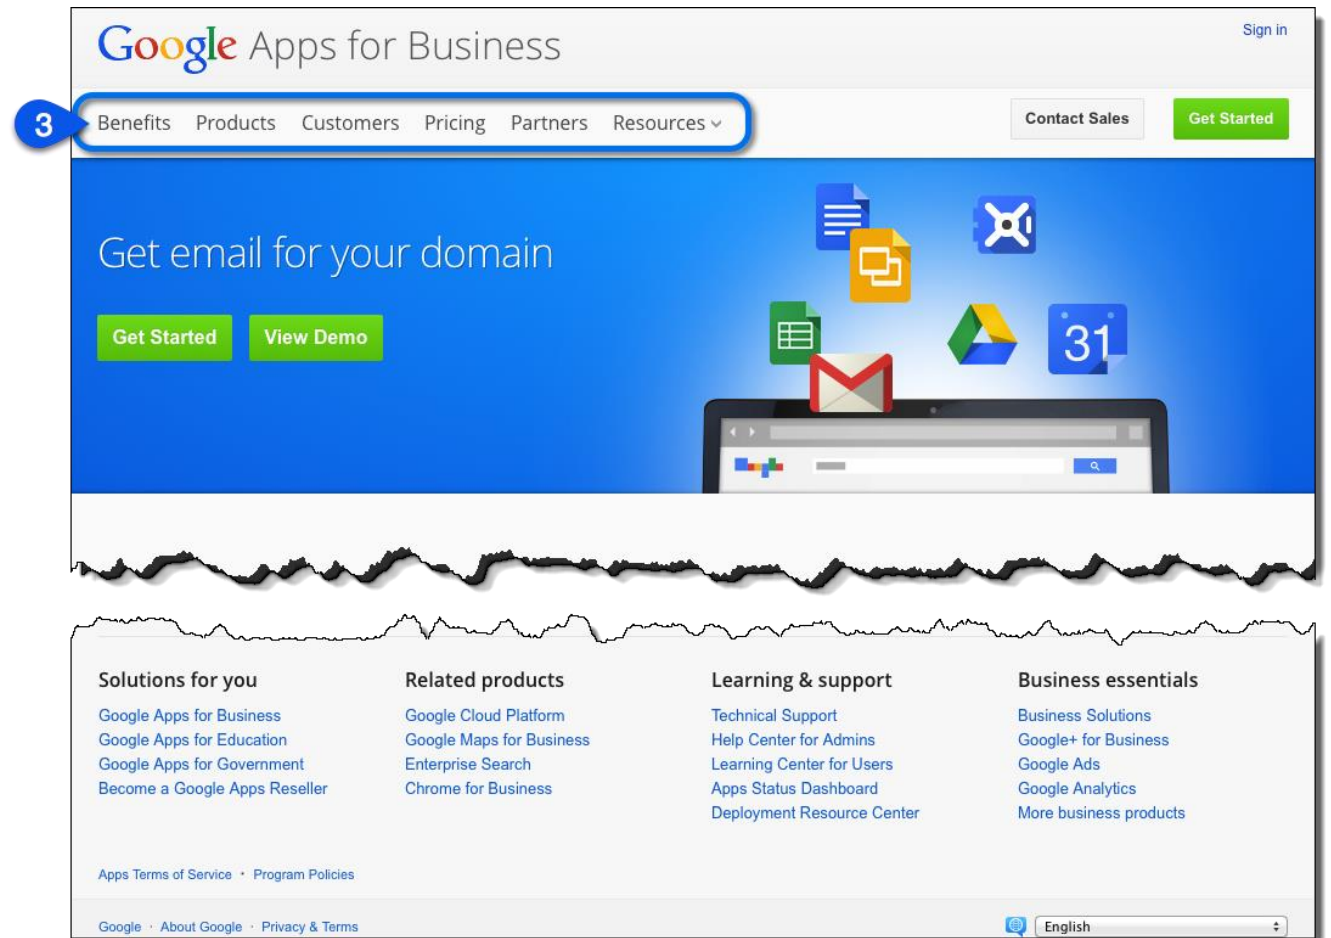 Google Apps for Business
Sign in
3
Benefits Products Customers Pricing Partners Resources
Contact Sales
Get Started
Get email for your domain
Get Started
View Demo
31
Solutions for you
Google Apps for Business
Google Apps for Education
Google Apps for Government
Become a Google Apps Reseller
Related products
Google Cloud Platform
Google Maps for Business
Enterprise Search
Chrome for Business
Learning & support
Technical Support
Help Center for Admins
Learning Center for Users
Apps Status Dashboard
Deployment Resource Center
Business essentials
Business Solutions
Google+ for Business
Google Ads
Google Analytics
More business products
Apps Terms of Service · Program Policies
Google · About Google · Privacy & Terms
English